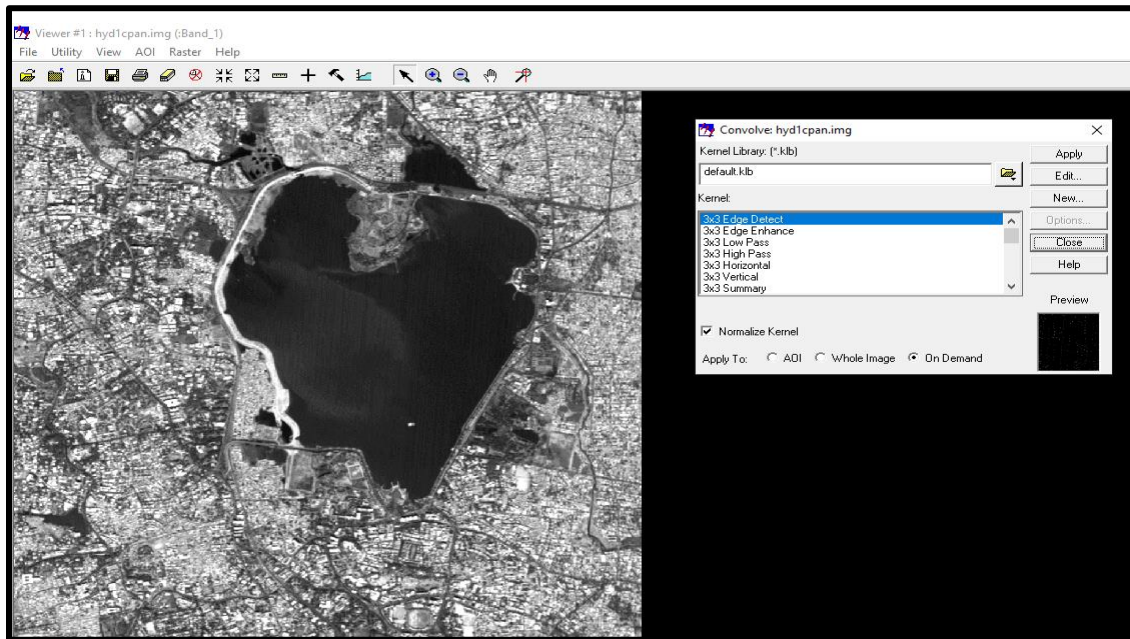 Viewer #1 : hyd1cpan.img (:Band_1)
File Utility View AOI Raster Help
Convolve: hyd1cpan.img
Kernel Library: (*.klb)
default.klb
Kernel:
3x3 Edge Detect
3x3 Edge Enhance
3x3 Low Pass
3x3 High Pass
3x3 Horizontal
3x3 Vertical
3x3 Summary
Normalize Kernel
Apply To: AOI Whole Image On Demand
Apply
Edit...
New...
Options...
Close
Help
Preview